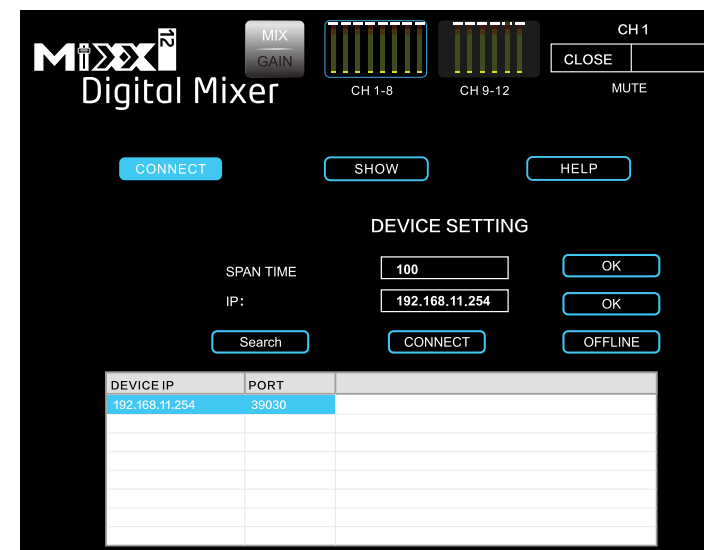 MiXXX 12
Digital Mixer
MIX
GAIN
CH 1-8
CH 9-12
CH 1
CLOSE
MUTE
CONNECT
SHOW
HELP
DEVICE SETTING
SPAN TIME
100
OK
IP:
192.168.11.254
OK
Search
CONNECT
OFFLINE
DEVICE IP PORT
192.168.11.254 39030